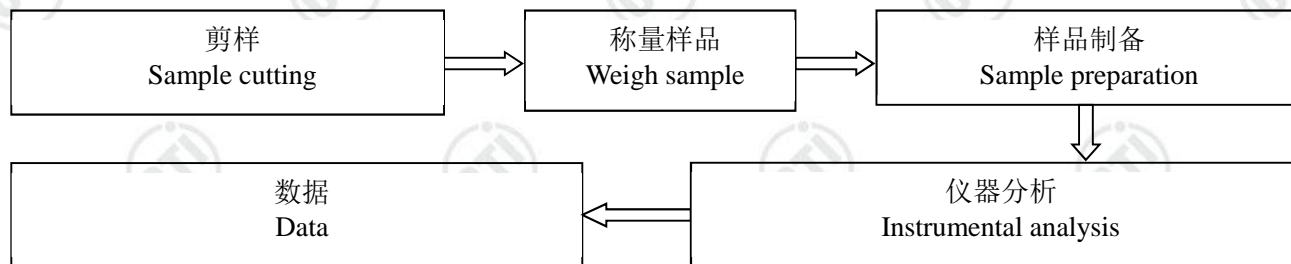 剪样
Sample cutting
称量样品
Weigh sample
样品制备
Sample preparation
仪器分析
Instrumental analysis
数据
Data